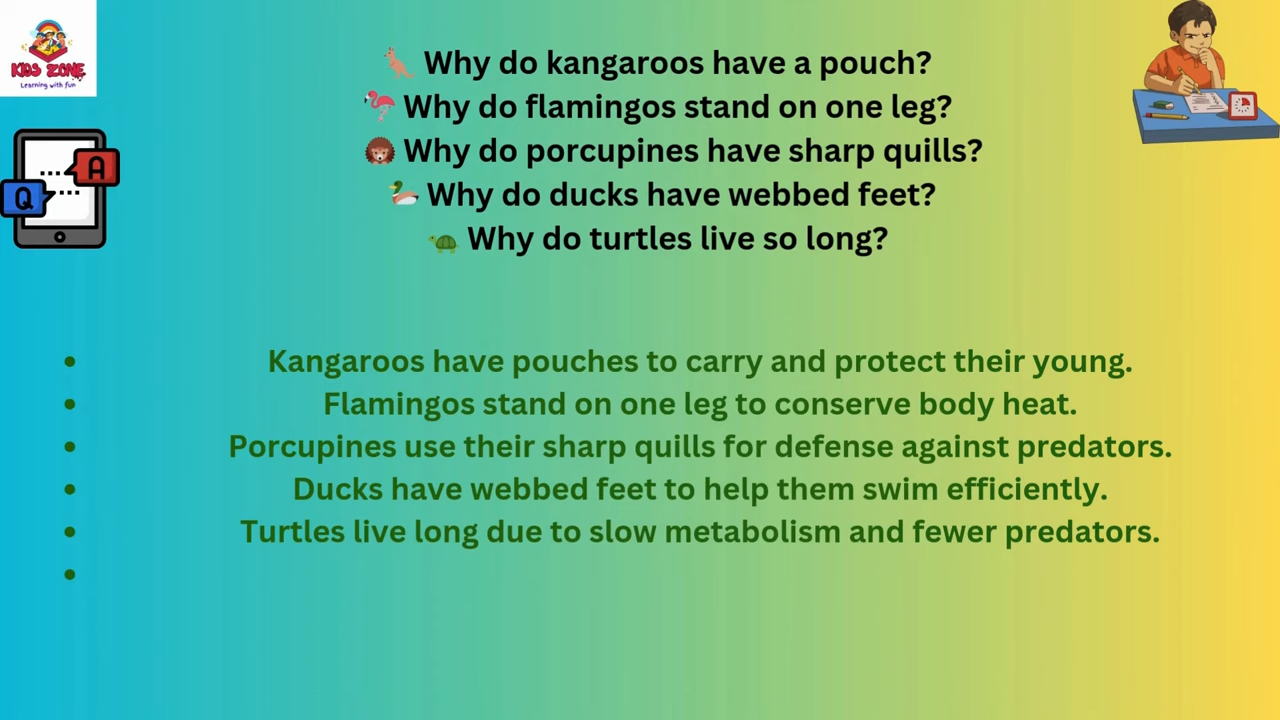 KIDS ZONE
Learning with fun
A
Q
🦘 Why do kangaroos have a pouch?
🦩 Why do flamingos stand on one leg?
🦔 Why do porcupines have sharp quills?
🦆 Why do ducks have webbed feet?
🐢 Why do turtles live so long?
• Kangaroos have pouches to carry and protect their young.
• Flamingos stand on one leg to conserve body heat.
• Porcupines use their sharp quills for defense against predators.
• Ducks have webbed feet to help them swim efficiently.
• Turtles live long due to slow metabolism and fewer predators.
•